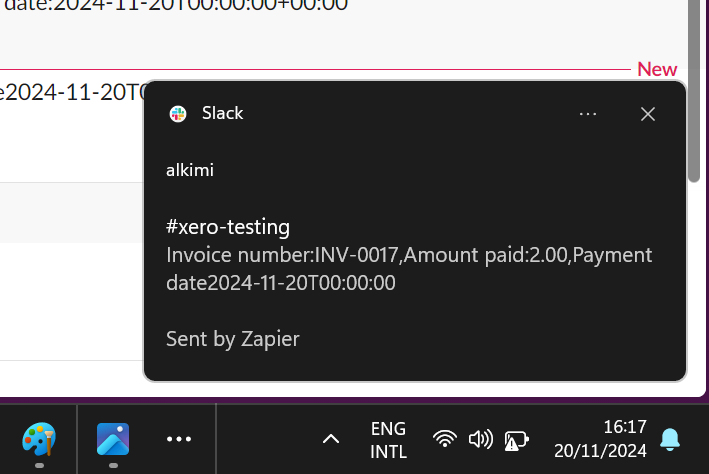 date:2024-11-20T00:00:00+00:00
New
e2024-11-20T0
Slack
alkimi
#xero-testing
Invoice number:INV-0017,Amount paid:2.00,Payment
date2024-11-20T00:00:00
Sent by Zapier
ENG
INTL
16:17
20/11/2024